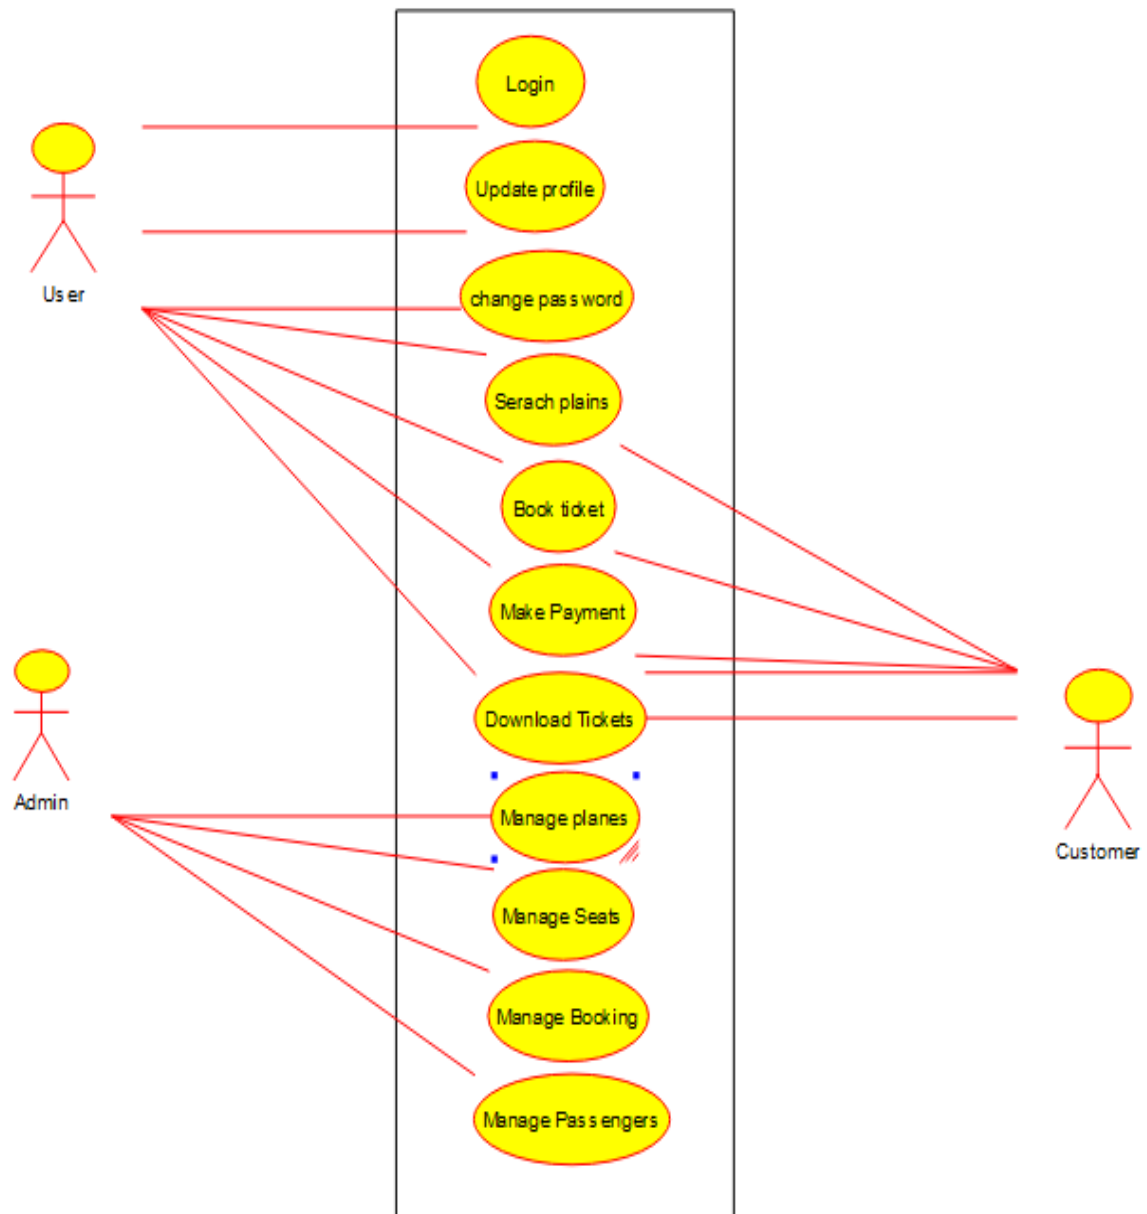 Login
Update profile
User
change password
Serach plains
Book ticket
Make Payment
Download Tickets
Admin
Manage planes
Customer
Manage Seats
Manage Booking
Manage Passengers